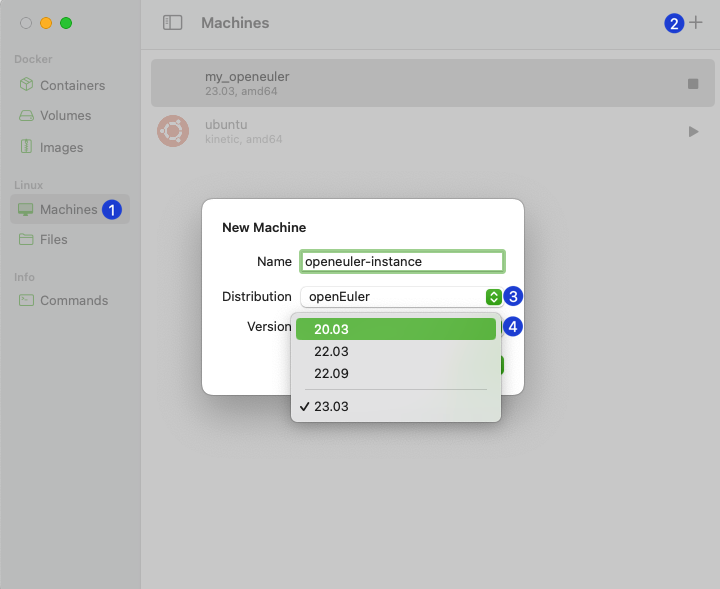 Machines
2
Docker
Containers
Volumes
Images
Linux
Machines 1
Files
Info
Commands
my_openeuler
23.03, amd64
ubuntu
kinetic, amd64
New Machine
Name openeuler-instance
Distribution openEuler 3
Version 4
20.03
22.03
22.09
23.03